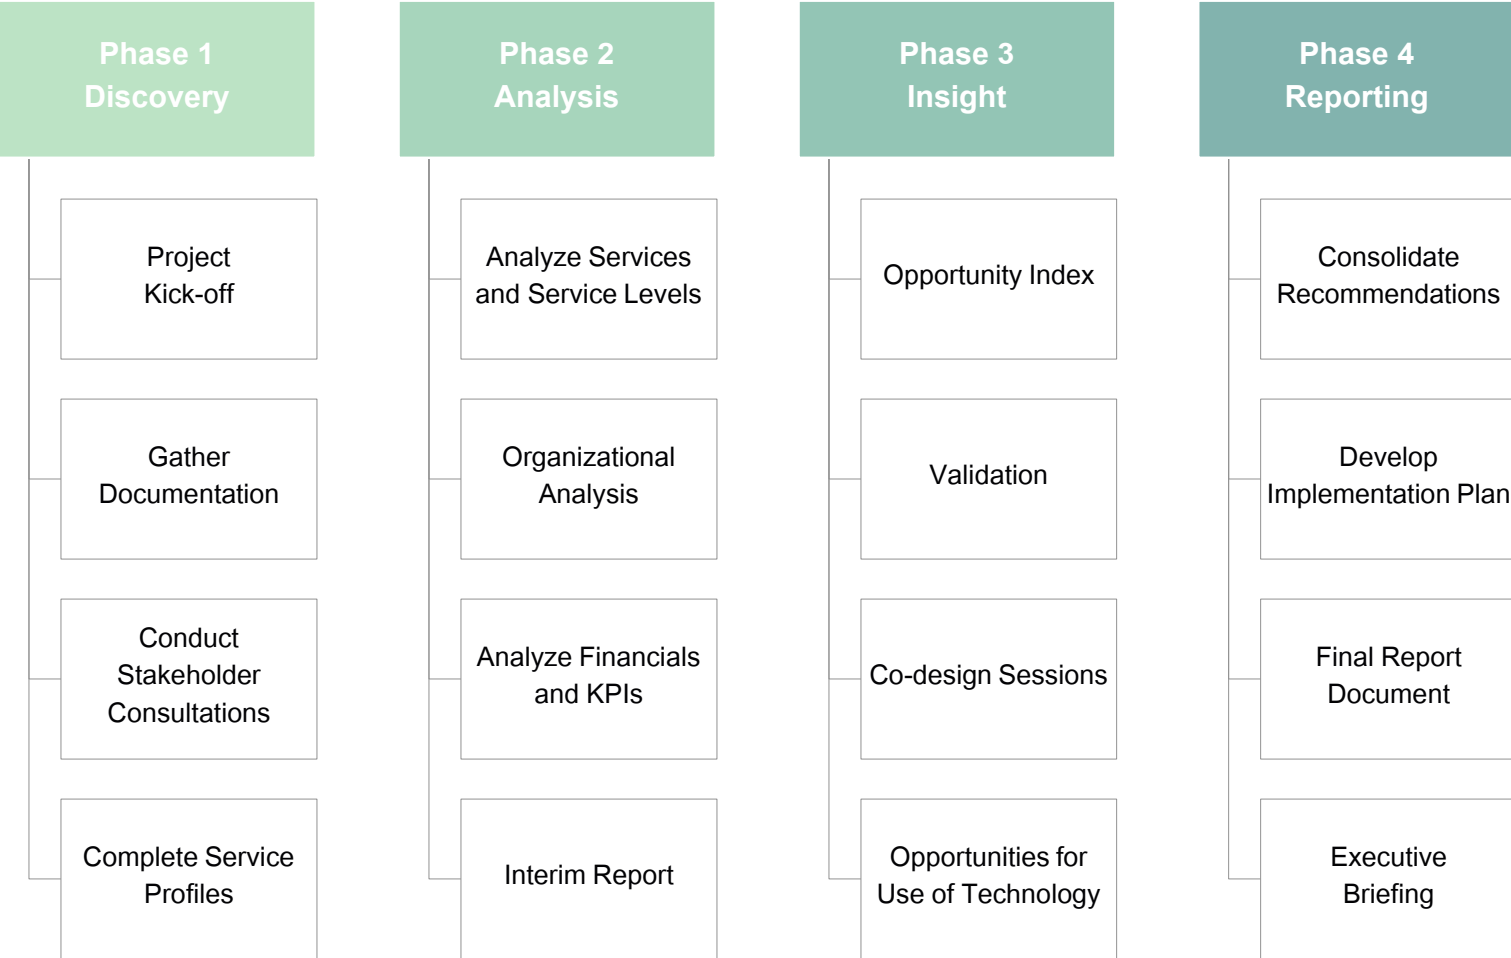 Phase 1
Discovery
Project
Kick-off
Gather
Documentation
Conduct
Stakeholder
Consultations
Complete Service
Profiles
Phase 2
Analysis
Analyze Services
and Service Levels
Organizational
Analysis
Analyze Financials
and KPIs
Interim Report
Phase 3
Insight
Opportunity Index
Validation
Co-design Sessions
Opportunities for
Use of Technology
Phase 4
Reporting
Consolidate
Recommendations
Develop
Implementation Plan
Final Report
Document
Executive
Briefing